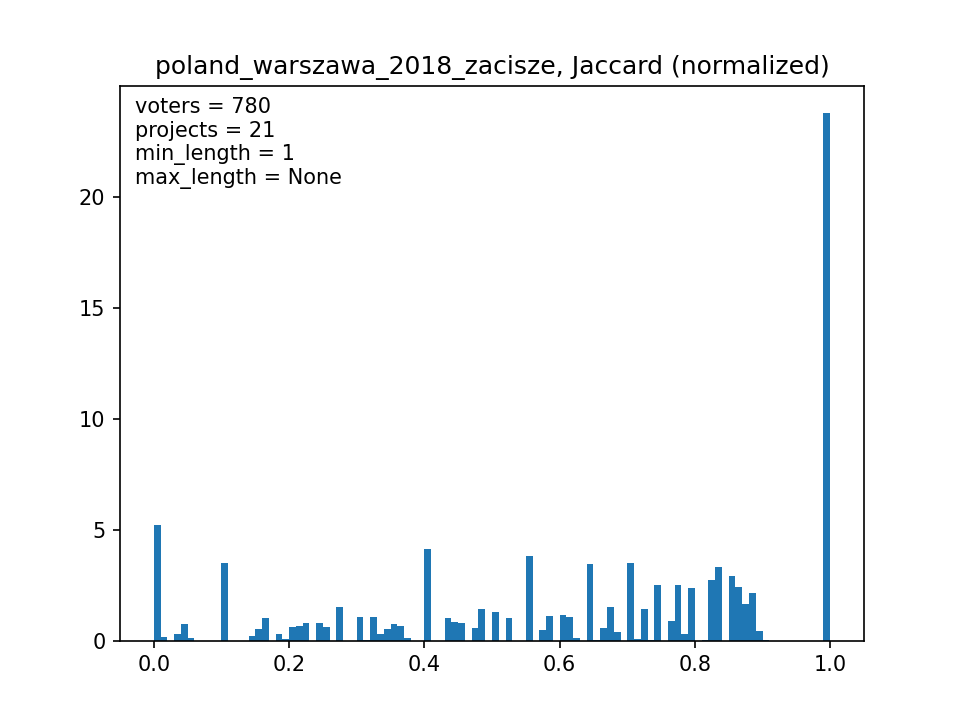 poland_warszawa_2018_zacisze, Jaccard (normalized)
voters = 780
projects = 21
min_length = 1
max_length = None
20
15
10
5
0
0.0 0.2 0.4 0.6 0.8 1.0